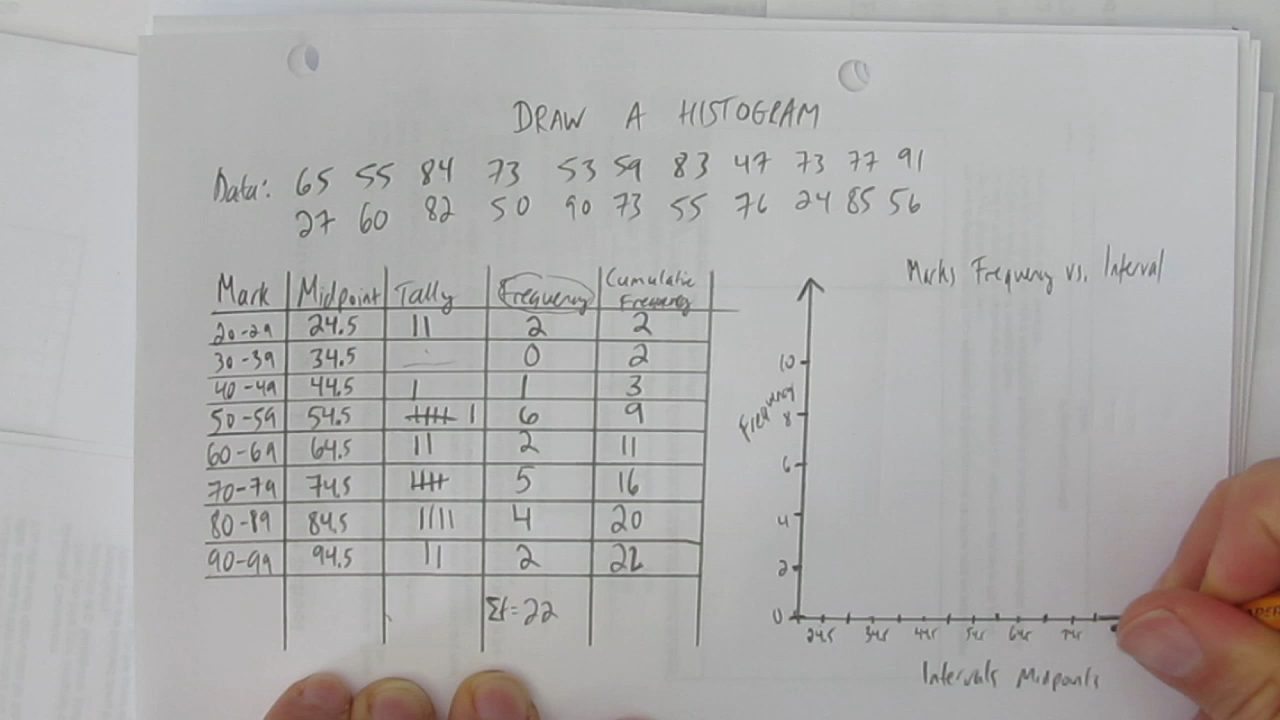 DRAW A HISTOGRAM
Data: 65 55 84 73 53 59 83 47 73 77 91
27 60 82 50 90 73 55 76 24 85 56
Marks Frequency vs. Interval
Mark Midpoint Tally Frequency Cumulative Frequency
20-29 24.5 || 2 2
30-39 34.5 0 2
40-49 44.5 | 1 3
50-59 54.5 |||| | 6 9
60-69 64.5 || 2 11
70-79 74.5 |||| 5 16
80-89 84.5 |||| 4 20
90-99 94.5 || 2 22
Σf=22
Frequency
10
8
6
4
2
0
24.5 34.5 44.5 54.5 64.5 74.5
Intervals Midpoints